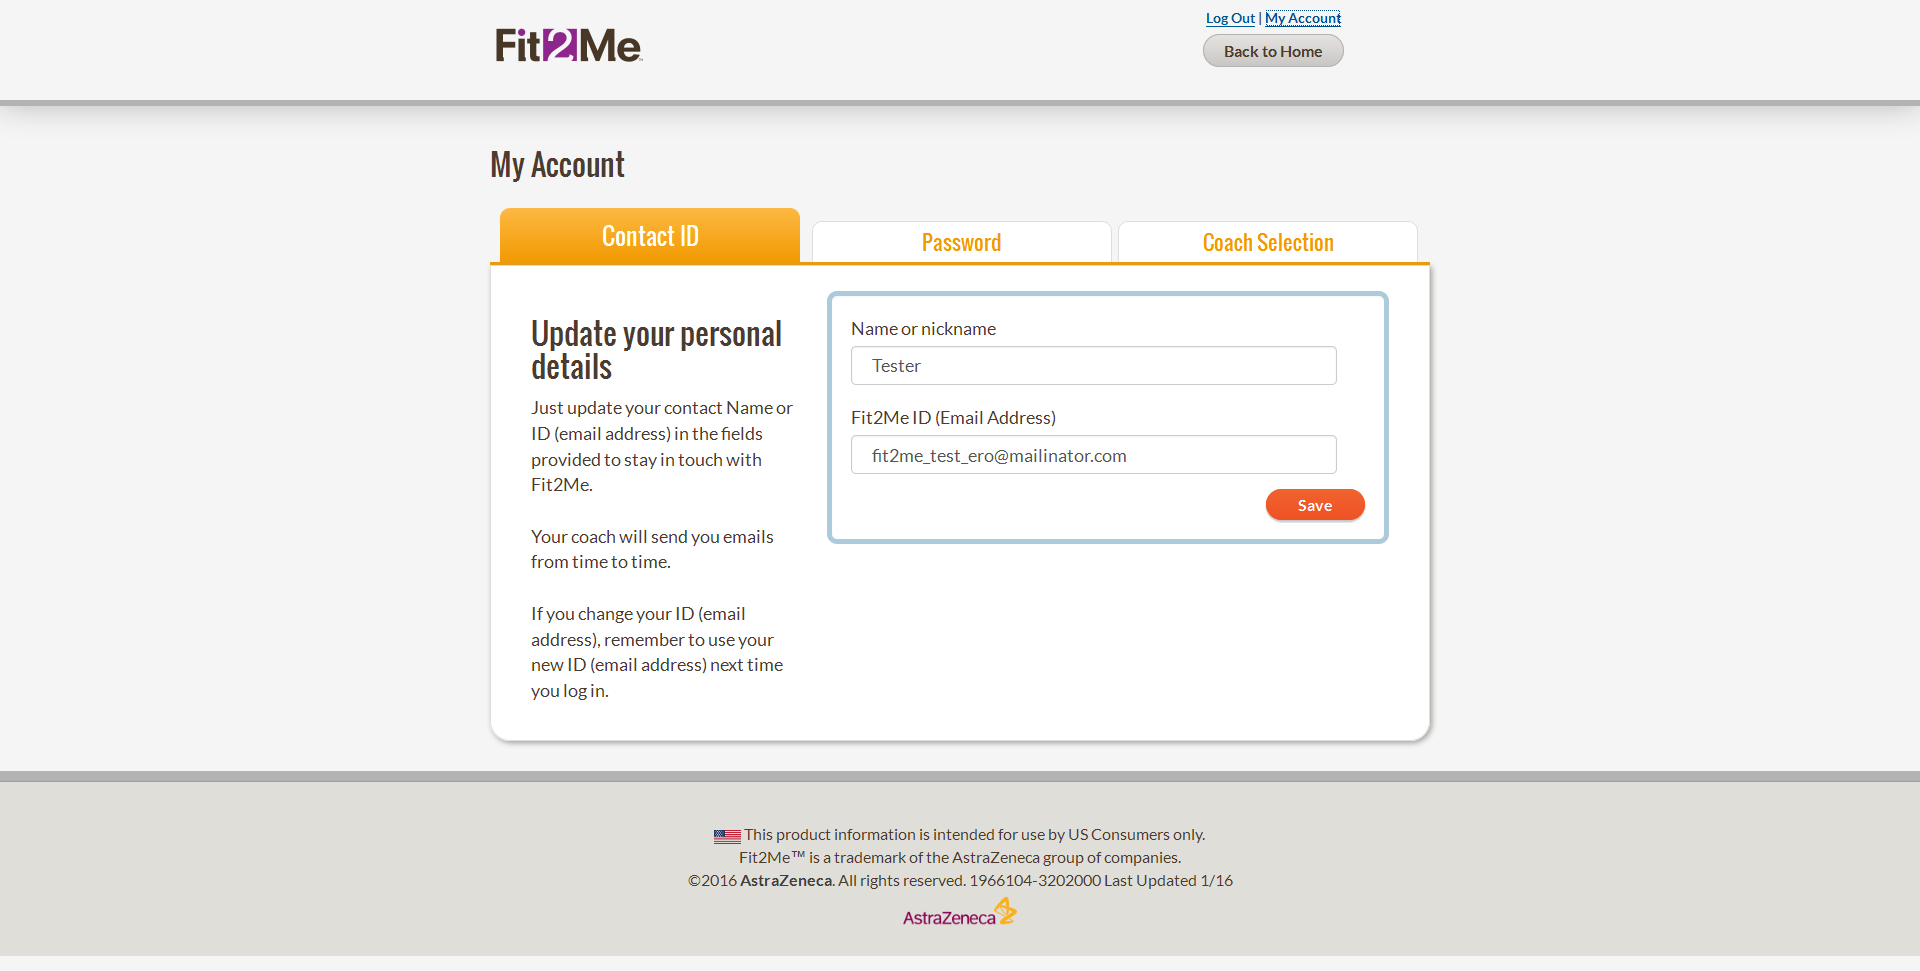 Log Out | My Account
Fit2Me™
Back to Home
My Account
Contact ID
Password
Coach Selection
Update your personal
details
Just update your contact Name or
ID (email address) in the fields
provided to stay in touch with
Fit2Me.
Your coach will send you emails
from time to time.
If you change your ID (email
address), remember to use your
new ID (email address) next time
you log in.
Name or nickname
Tester
Fit2Me ID (Email Address)
fit2me_test_ero@mailinator.com
Save
This product information is intended for use by US Consumers only.
Fit2Me™ is a trademark of the AstraZeneca group of companies.
©2016 AstraZeneca. All rights reserved. 1966104-3202000 Last Updated 1/16
AstraZeneca